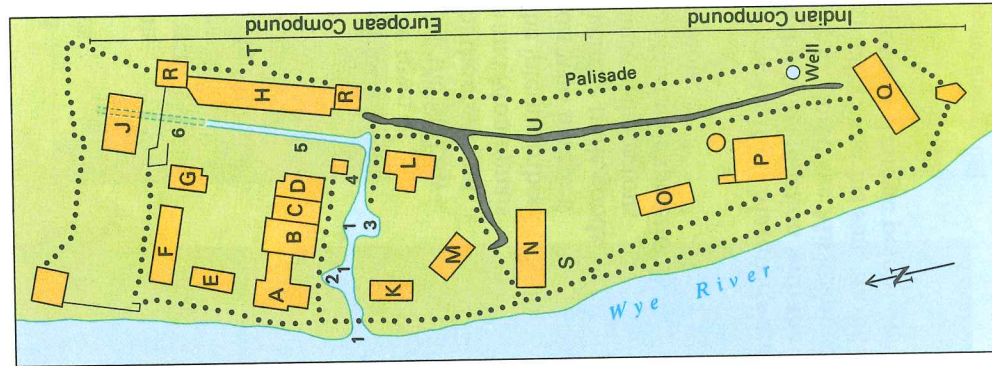 European Compound
Indian Compound
J
R
H
T
R
6
5
G
F
E
D
C
B
A
4
1
3
2
1
1
L
K
M
U
Palisade
Well
N
S
O
P
Q
Wye River
N